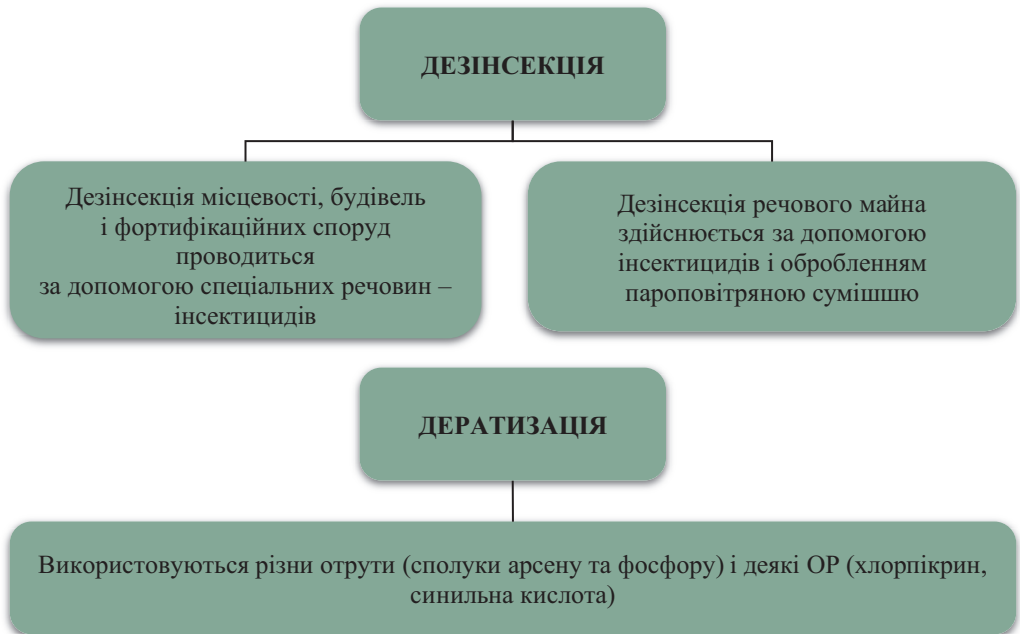 ДЕЗІНСЕКЦІЯ
Дезінсекція місцевості, будівель
і фортифікаційних споруд
проводиться
за допомогою спеціальних речовин –
інсектицидів
Дезінсекція речового майна
здійснюється за допомогою
інсектицидів і обробленням
пароповітряною сумішшю
ДЕРАТИЗАЦІЯ
Використовуються різни отрути (сполуки арсену та фосфору) і деякі ОР (хлорпікрин,
синильна кислота)